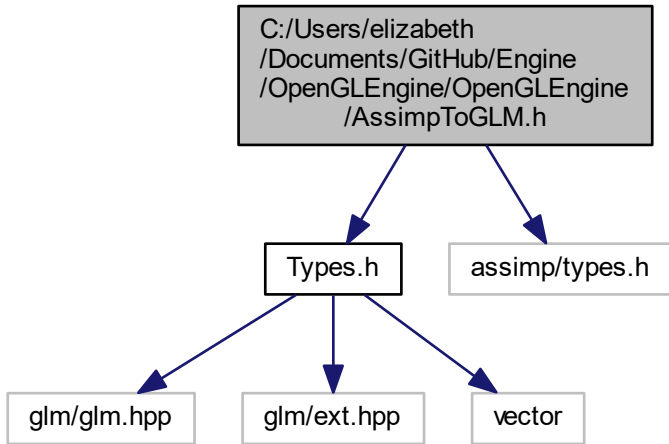 C:/Users/elizabeth
/Documents/GitHub/Engine
/OpenGLEngine/OpenGLEngine
/AssimpToGLM.h
Types.h
assimp/types.h
glm/glm.hpp
glm/ext.hpp
vector